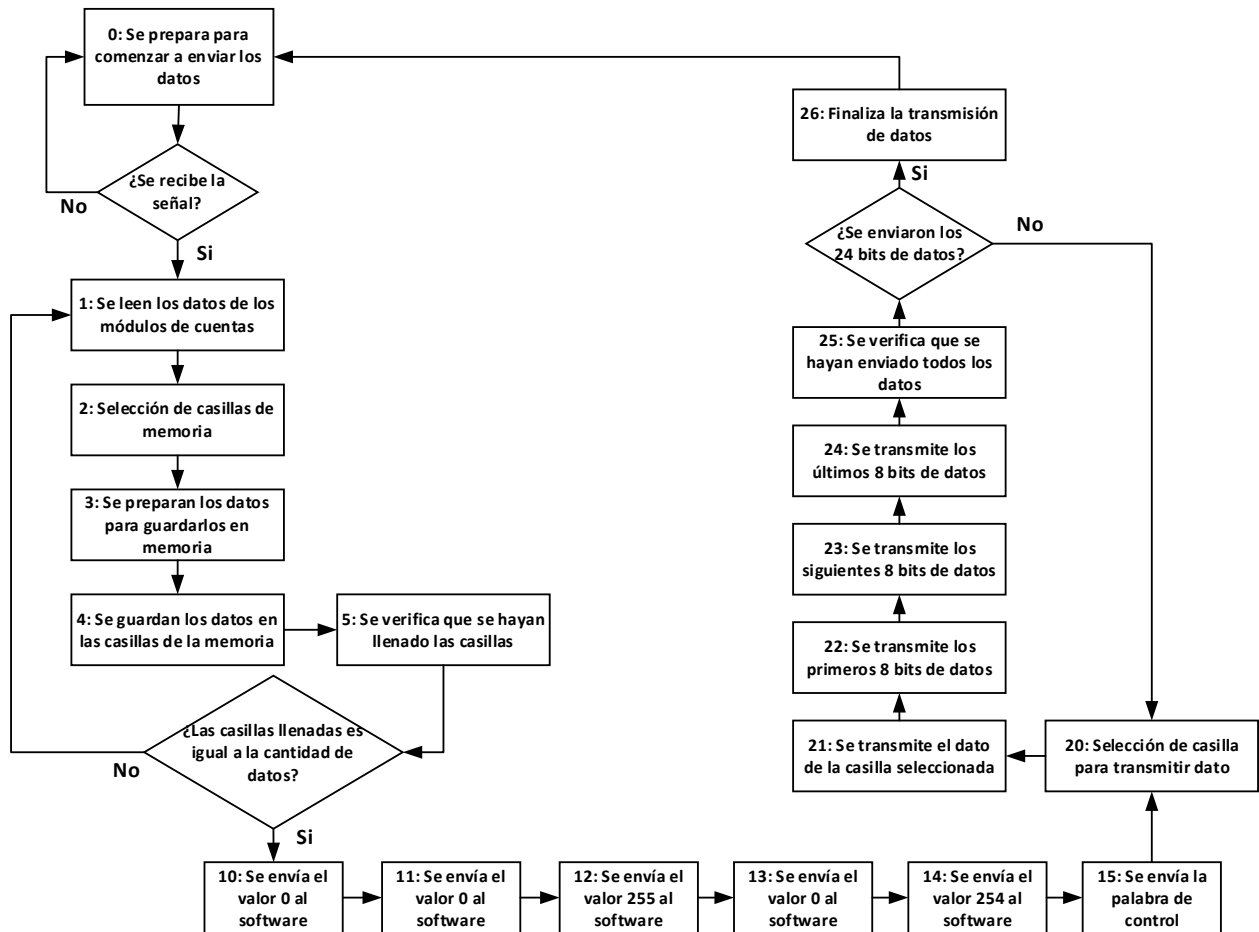 0: Se prepara para
comenzar a enviar los
datos
¿Se recibe la
señal?
No
Si
1: Se leen los datos de los
módulos de cuentas
2: Selección de casillas de
memoria
3: Se preparan los datos
para guardarlos en
memoria
4: Se guardan los datos en
las casillas de la memoria
5: Se verifica que se hayan
llenado las casillas
¿Las casillas llenadas es
igual a la cantidad de
datos?
No
Si
10: Se envía el
valor 0 al
software
11: Se envía el
valor 0 al
software
12: Se envía el
valor 255 al
software
13: Se envía el
valor 0 al
software
14: Se envía el
valor 254 al
software
15: Se envía la
palabra de
control
20: Selección de casilla
para transmitir dato
21: Se transmite el dato
de la casilla seleccionada
22: Se transmite los
primeros 8 bits de datos
23: Se transmite los
siguientes 8 bits de datos
24: Se transmite los
últimos 8 bits de datos
25: Se verifica que se
hayan enviado todos los
datos
¿Se enviaron los
24 bits de datos?
No
Si
26: Finaliza la transmisión
de datos